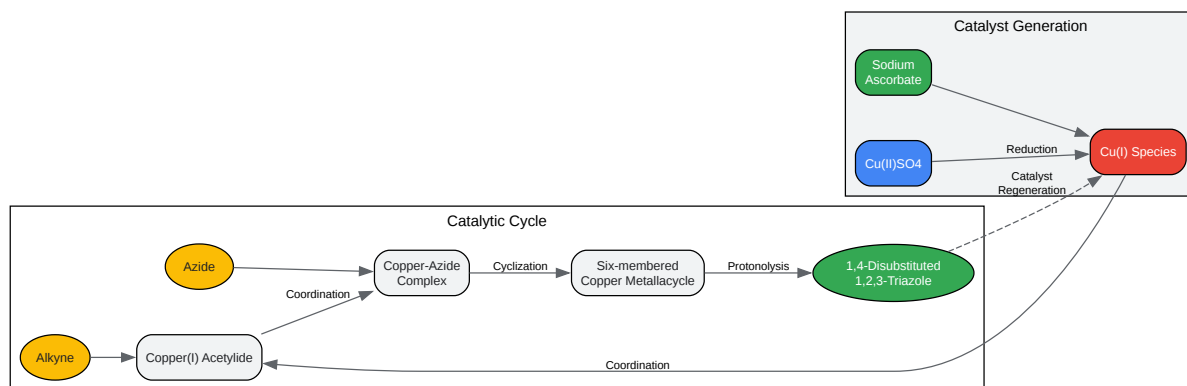 Catalyst Generation
Sodium
Ascorbate
Cu(II)SO4
Reduction
Cu(I) Species
Catalyst
Regeneration
Catalytic Cycle
Azide
Copper-Azide
Complex
Cyclization
Six-membered
Copper Metallacycle
Protonolysis
1,4-Disubstituted
1,2,3-Triazole
Coordination
Alkyne
Copper(I) Acetylide
Coordination